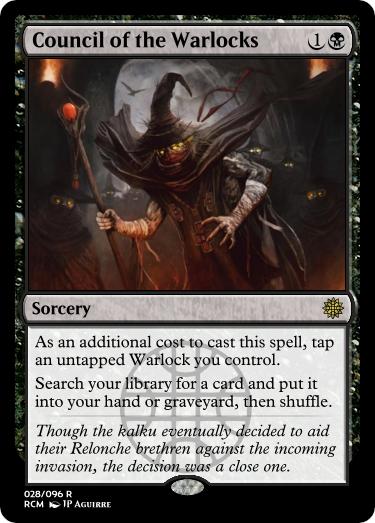 Council of the Warlocks 1
Sorcery
As an additional cost to cast this spell, tap
an untapped Warlock you control.
Search your library for a card and put it
into your hand or graveyard, then shuffle.
Though the kalku eventually decided to aid
their Relonche brethren against the incoming
invasion, the decision was a close one.
028/096 R
RCM JP AGUIRRE